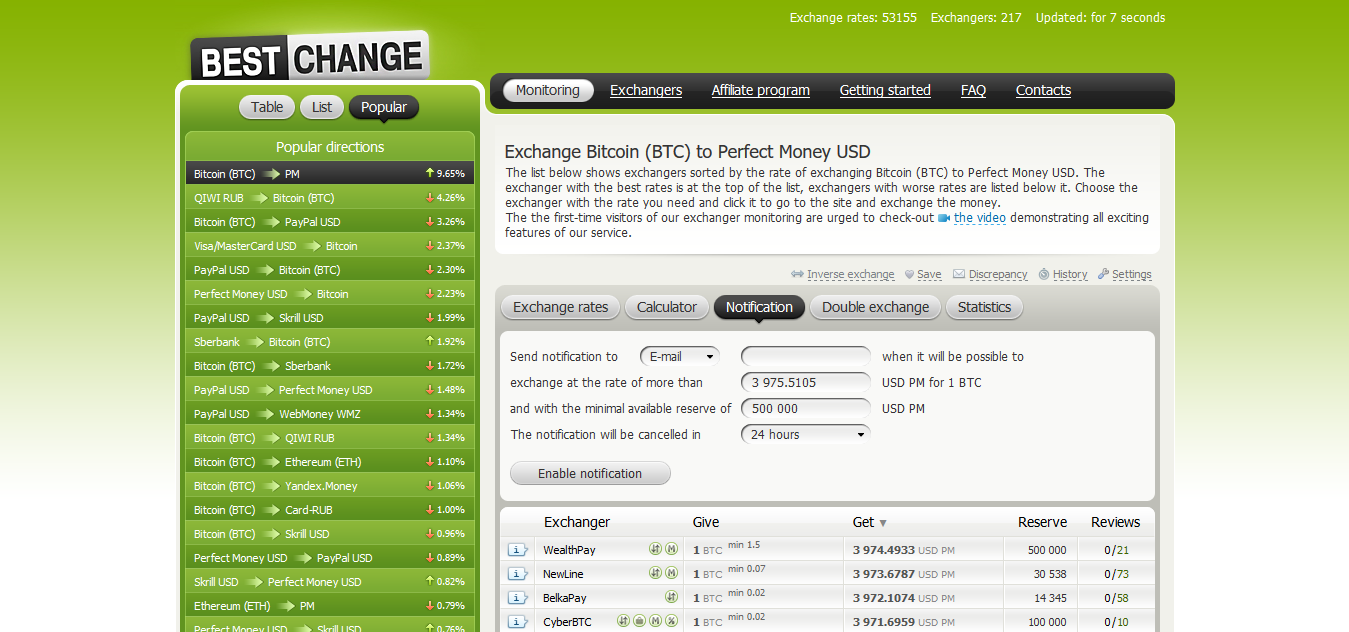 Exchange rates: 53155 Exchangers: 217 Updated: for 7 seconds
BEST CHANGE
Monitoring Exchangers Affiliate program Getting started FAQ Contacts
Table List Popular
Popular directions
Bitcoin (BTC) PM 9.65%
QIWI RUB Bitcoin (BTC) 4.26%
Bitcoin (BTC) PayPal USD 3.26%
Visa/MasterCard USD Bitcoin 2.37%
PayPal USD Bitcoin (BTC) 2.30%
Perfect Money USD Bitcoin 2.23%
PayPal USD Skrill USD 1.99%
Sberbank Bitcoin (BTC) 1.92%
Bitcoin (BTC) Sberbank 1.72%
PayPal USD Perfect Money USD 1.48%
PayPal USD WebMoney WMZ 1.34%
Bitcoin (BTC) QIWI RUB 1.34%
Bitcoin (BTC) Ethereum (ETH) 1.10%
Bitcoin (BTC) Yandex.Money 1.06%
Bitcoin (BTC) Card-RUB 1.00%
Bitcoin (BTC) Skrill USD 0.96%
Perfect Money USD PayPal USD 0.89%
Skrill USD Perfect Money USD 0.82%
Ethereum (ETH) PM 0.79%
Perfect Money USD Skrill USD 0.76%
Exchange Bitcoin (BTC) to Perfect Money USD
The list below shows exchangers sorted by the rate of exchanging Bitcoin (BTC) to Perfect Money USD. The
exchanger with the best rates is at the top of the list, exchangers with worse rates are listed below it. Choose the
exchanger with the rate you need and click it to go to the site and exchange the money.
The the first-time visitors of our exchanger monitoring are urged to check-out the video demonstrating all exciting
features of our service.
Inverse exchange Save Discrepancy History Settings
Exchange rates Calculator Notification Double exchange Statistics
Send notification to E-mail when it will be possible to
exchange at the rate of more than 3 975.5105 USD PM for 1 BTC
and with the minimal available reserve of 500 000 USD PM
The notification will be cancelled in 24 hours
Enable notification
Exchanger Give Get ▼ Reserve Reviews
WealthPay M 1 BTC min 1.5 3 974.4933 USD PM 500 000 0/21
NewLine M 1 BTC min 0.07 3 973.6787 USD PM 30 538 0/73
BelkaPay 1 BTC min 0.02 3 972.1074 USD PM 14 345 0/58
CyberBTC M 1 BTC min 0.02 3 971.6959 USD PM 100 000 0/10